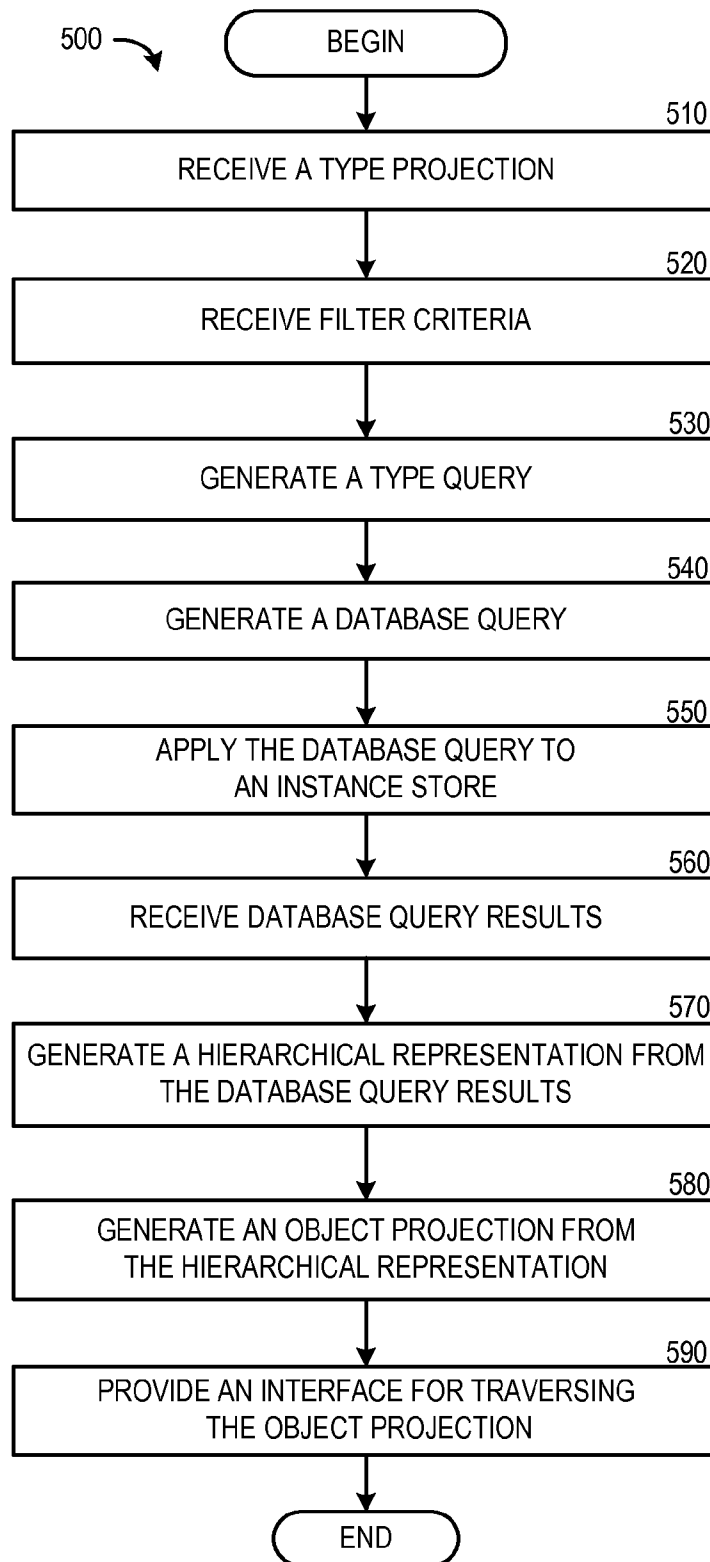 500
BEGIN
510
RECEIVE A TYPE PROJECTION
520
RECEIVE FILTER CRITERIA
530
GENERATE A TYPE QUERY
540
GENERATE A DATABASE QUERY
550
APPLY THE DATABASE QUERY TO
AN INSTANCE STORE
560
RECEIVE DATABASE QUERY RESULTS
570
GENERATE A HIERARCHICAL REPRESENTATION FROM
THE DATABASE QUERY RESULTS
580
GENERATE AN OBJECT PROJECTION FROM
THE HIERARCHICAL REPRESENTATION
590
PROVIDE AN INTERFACE FOR TRAVERSING
THE OBJECT PROJECTION
END